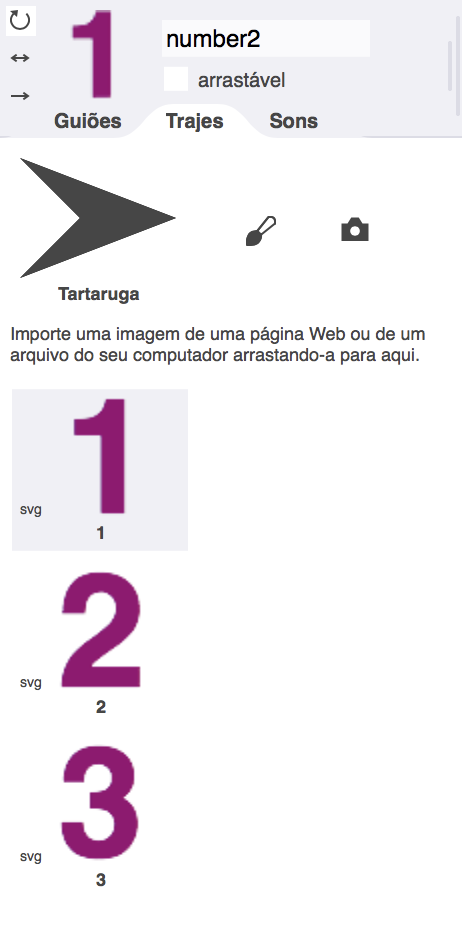 1
number2
arrastável
Guiões
Trajes
Sons
Tartaruga
Importe uma imagem de uma página Web ou de um
arquivo do seu computador arrastando-a para aqui.
1
svg
1
2
svg
2
3
svg
3